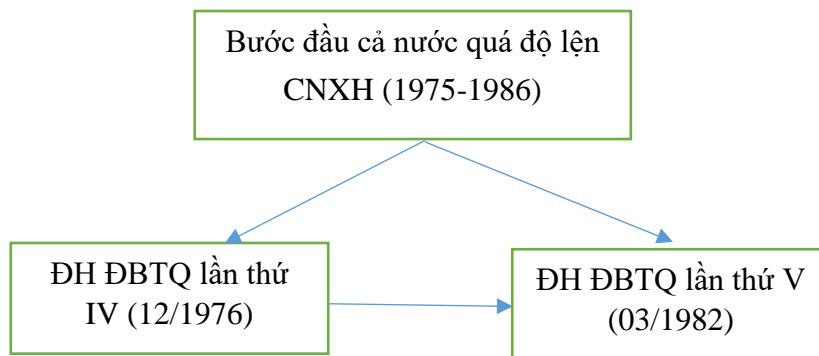 Bước đầu cả nước quá độ lện
CNXH (1975-1986)
ĐH ĐBTQ lần thứ
IV (12/1976)
ĐH ĐBTQ lần thứ V
(03/1982)